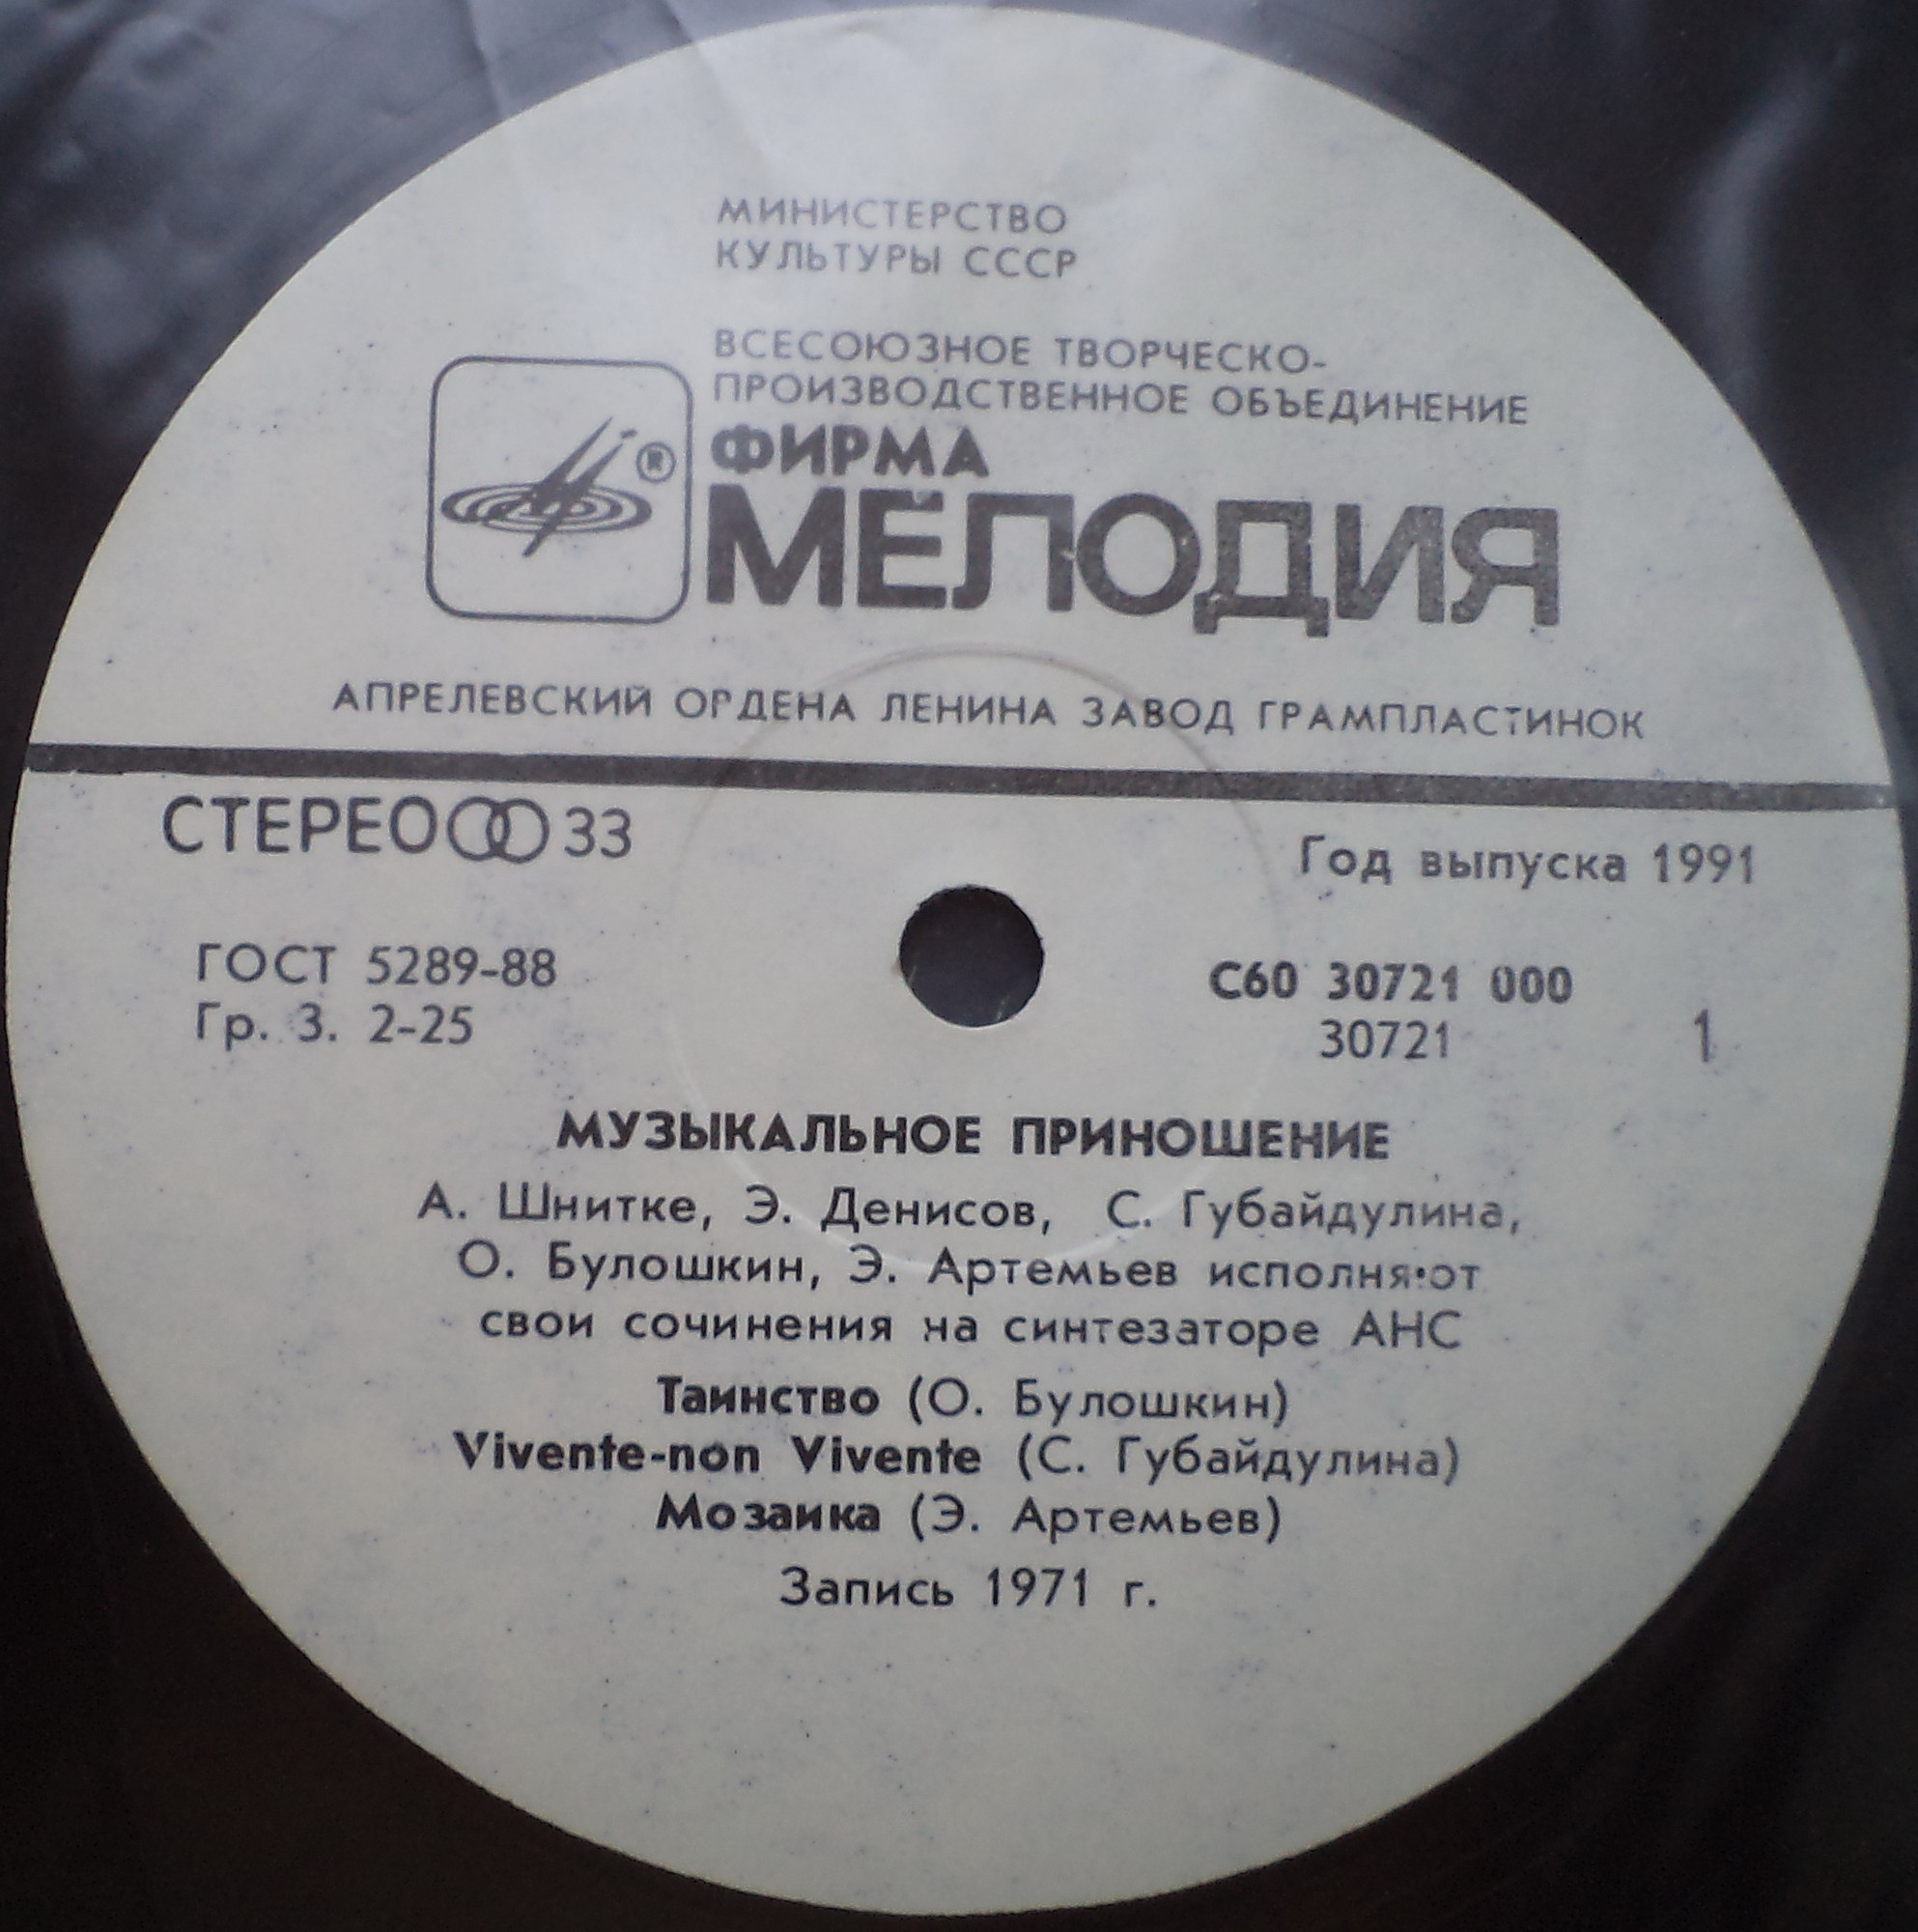 МИНИСТЕРСТВО
КУЛЬТУРЫ СССР
ВСЕСОЮЗНОЕ ТВОРЧЕСКО-
ПРОИЗВОДСТВЕННОЕ ОБЪЕДИНЕНИЕ
®
ФИРМА
МЕЛОДИЯ
АПРЕЛЕВСКИЙ ОРДЕНА ЛЕНИНА ЗАВОД ГРАМПЛАСТИНОК
СТЕРЕО 33
Год выпуска 1991
ГОСТ 5289-88
Гр. 3. 2-25
С60 30721 000
30721
1
МУЗЫКАЛЬНОЕ ПРИНОШЕНИЕ
А. Шнитке, Э. Денисов, С. Губайдулина,
О. Булошкин, Э. Артемьев исполняют
свои сочинения на синтезаторе АНС
Таинство (О. Булошкин)
Vivente-non Vivente (С. Губайдулина)
Мозаика (Э. Артемьев)
Запись 1971 г.